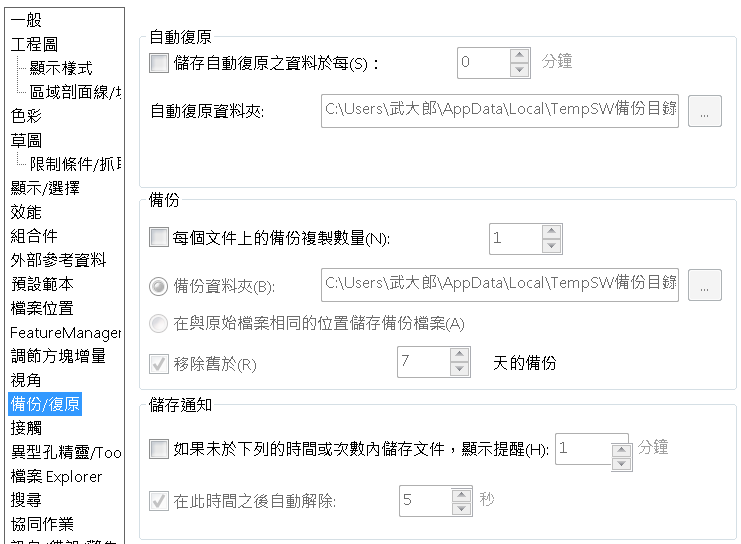 一般
工程圖
顯示樣式
區域剖面線/
色彩
草圖
限制條件/抓
顯示/選擇
效能
組合件
外部參考資料
預設範本
檔案位置
FeatureManager
調節方塊增量
視角
備份/復原
接觸
異型孔精靈/Too
檔案 Explorer
搜尋
協同作業
自動復原
儲存自動復原之資料於每(S)：
0
分鐘
自動復原資料夾:
C:\Users\武大郎\AppData\Local\TempSW備份目錄
...
備份
每個文件上的備份複製數量(N):
1
備份資料夾(B):
C:\Users\武大郎\AppData\Local\TempSW備份目錄
...
在與原始檔案相同的位置儲存備份檔案(A)
移除舊於(R)
7
天的備份
儲存通知
如果未於下列的時間或次數內儲存文件，顯示提醒(H):
1
分鐘
在此時間之後自動解除:
5
秒